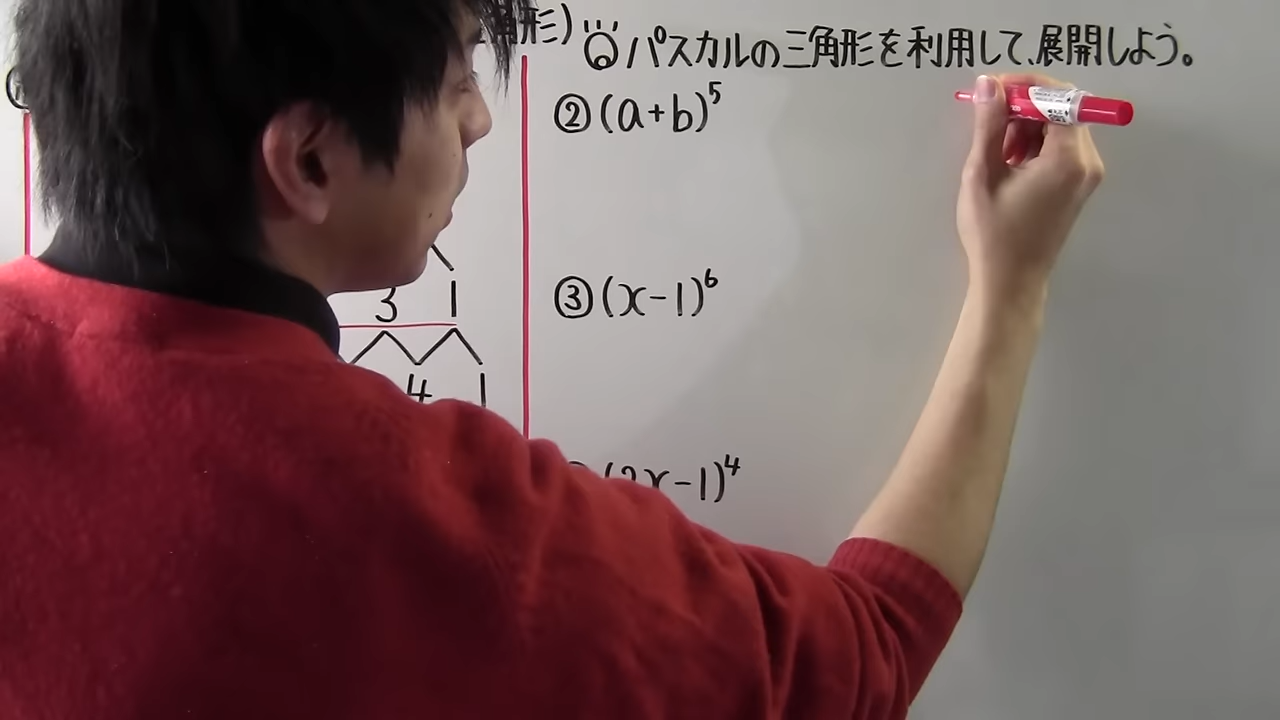 形)
パスカルの三角形を利用して、展開しよう。
②(a+b)⁵
③(x-1)⁶
(2x-1)⁴
3 1
4 1